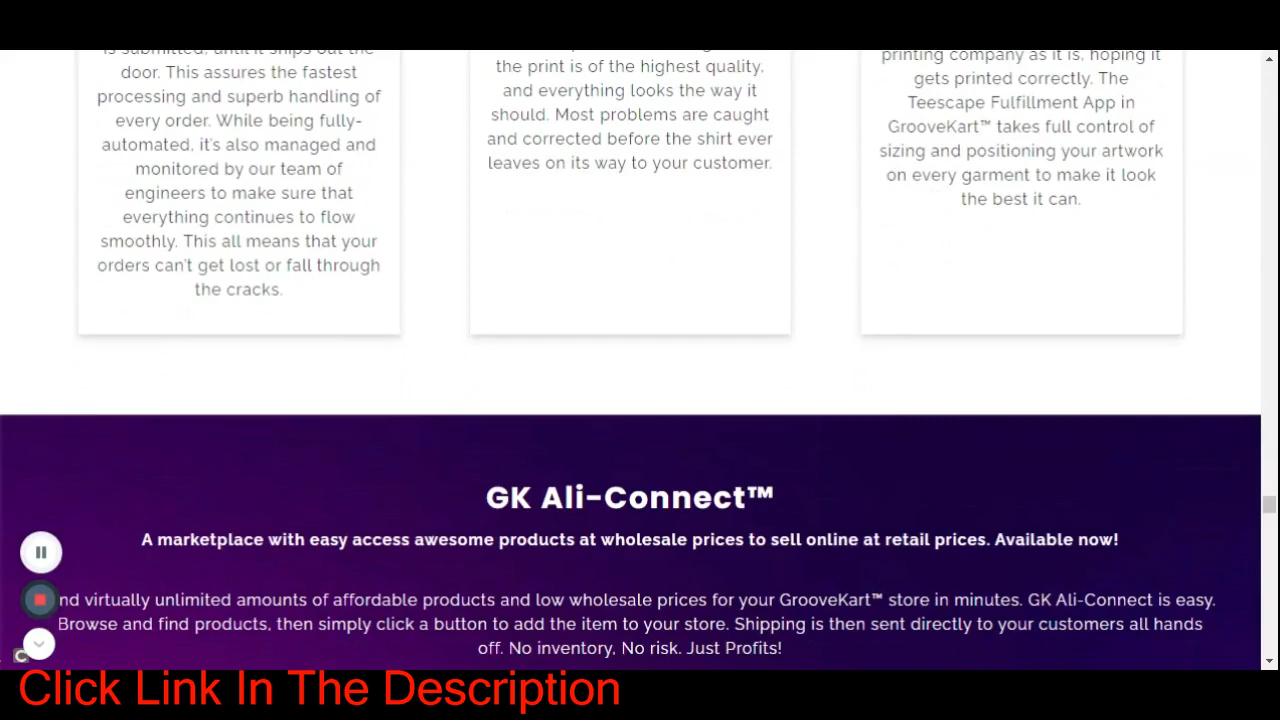 is submitted, until it ships out the
door. This assures the fastest
processing and superb handling of
every order. While being fully-
automated, it's also managed and
monitored by our team of
engineers to make sure that
everything continues to flow
smoothly. This all means that your
orders can't get lost or fall through
the cracks.
the print is of the highest quality,
and everything looks the way it
should. Most problems are caught
and corrected before the shirt ever
leaves on its way to your customer.
printing company as it is, hoping it
gets printed correctly. The
Teescape Fulfillment App in
GrooveKart™ takes full control of
sizing and positioning your artwork
on every garment to make it look
the best it can.
GK Ali-Connect™
A marketplace with easy access awesome products at wholesale prices to sell online at retail prices. Available now!
nd virtually unlimited amounts of affordable products and low wholesale prices for your GrooveKart™ store in minutes. GK Ali-Connect is easy.
Browse and find products, then simply click a button to add the item to your store. Shipping is then sent directly to your customers all hands
off. No inventory, No risk. Just Profits!
Click Link In The Description